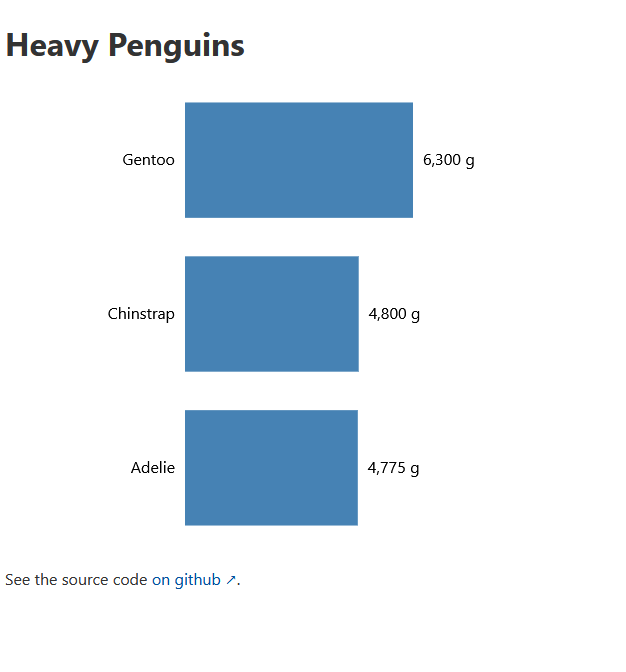 Heavy Penguins
Gentoo 6,300 g
Chinstrap 4,800 g
Adelie 4,775 g
See the source code on github ↗.